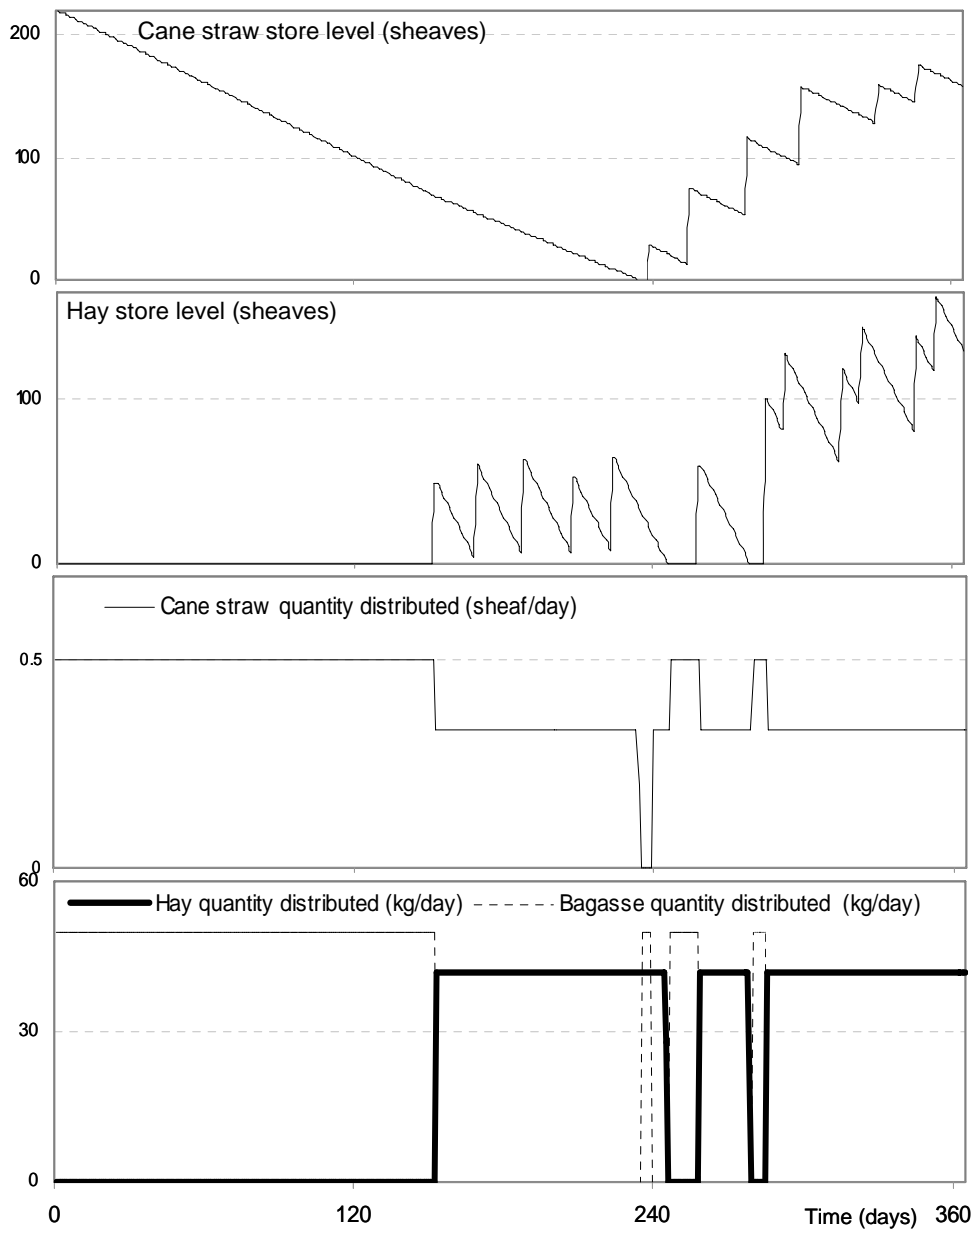 Cane straw store level (sheaves)
200
100
0
Hay store level (sheaves)
100
0
Cane straw quantity distributed (sheaf/day)
0.5
0
60
Hay quantity distributed (kg/day) Bagasse quantity distributed (kg/day)
30
0
0 120 240 Time (days) 360